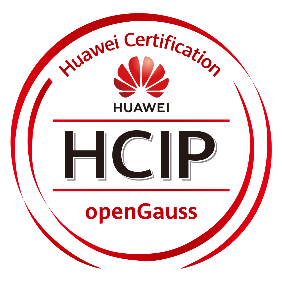 Huawei Certification
HUAWEI
HCIP
openGauss